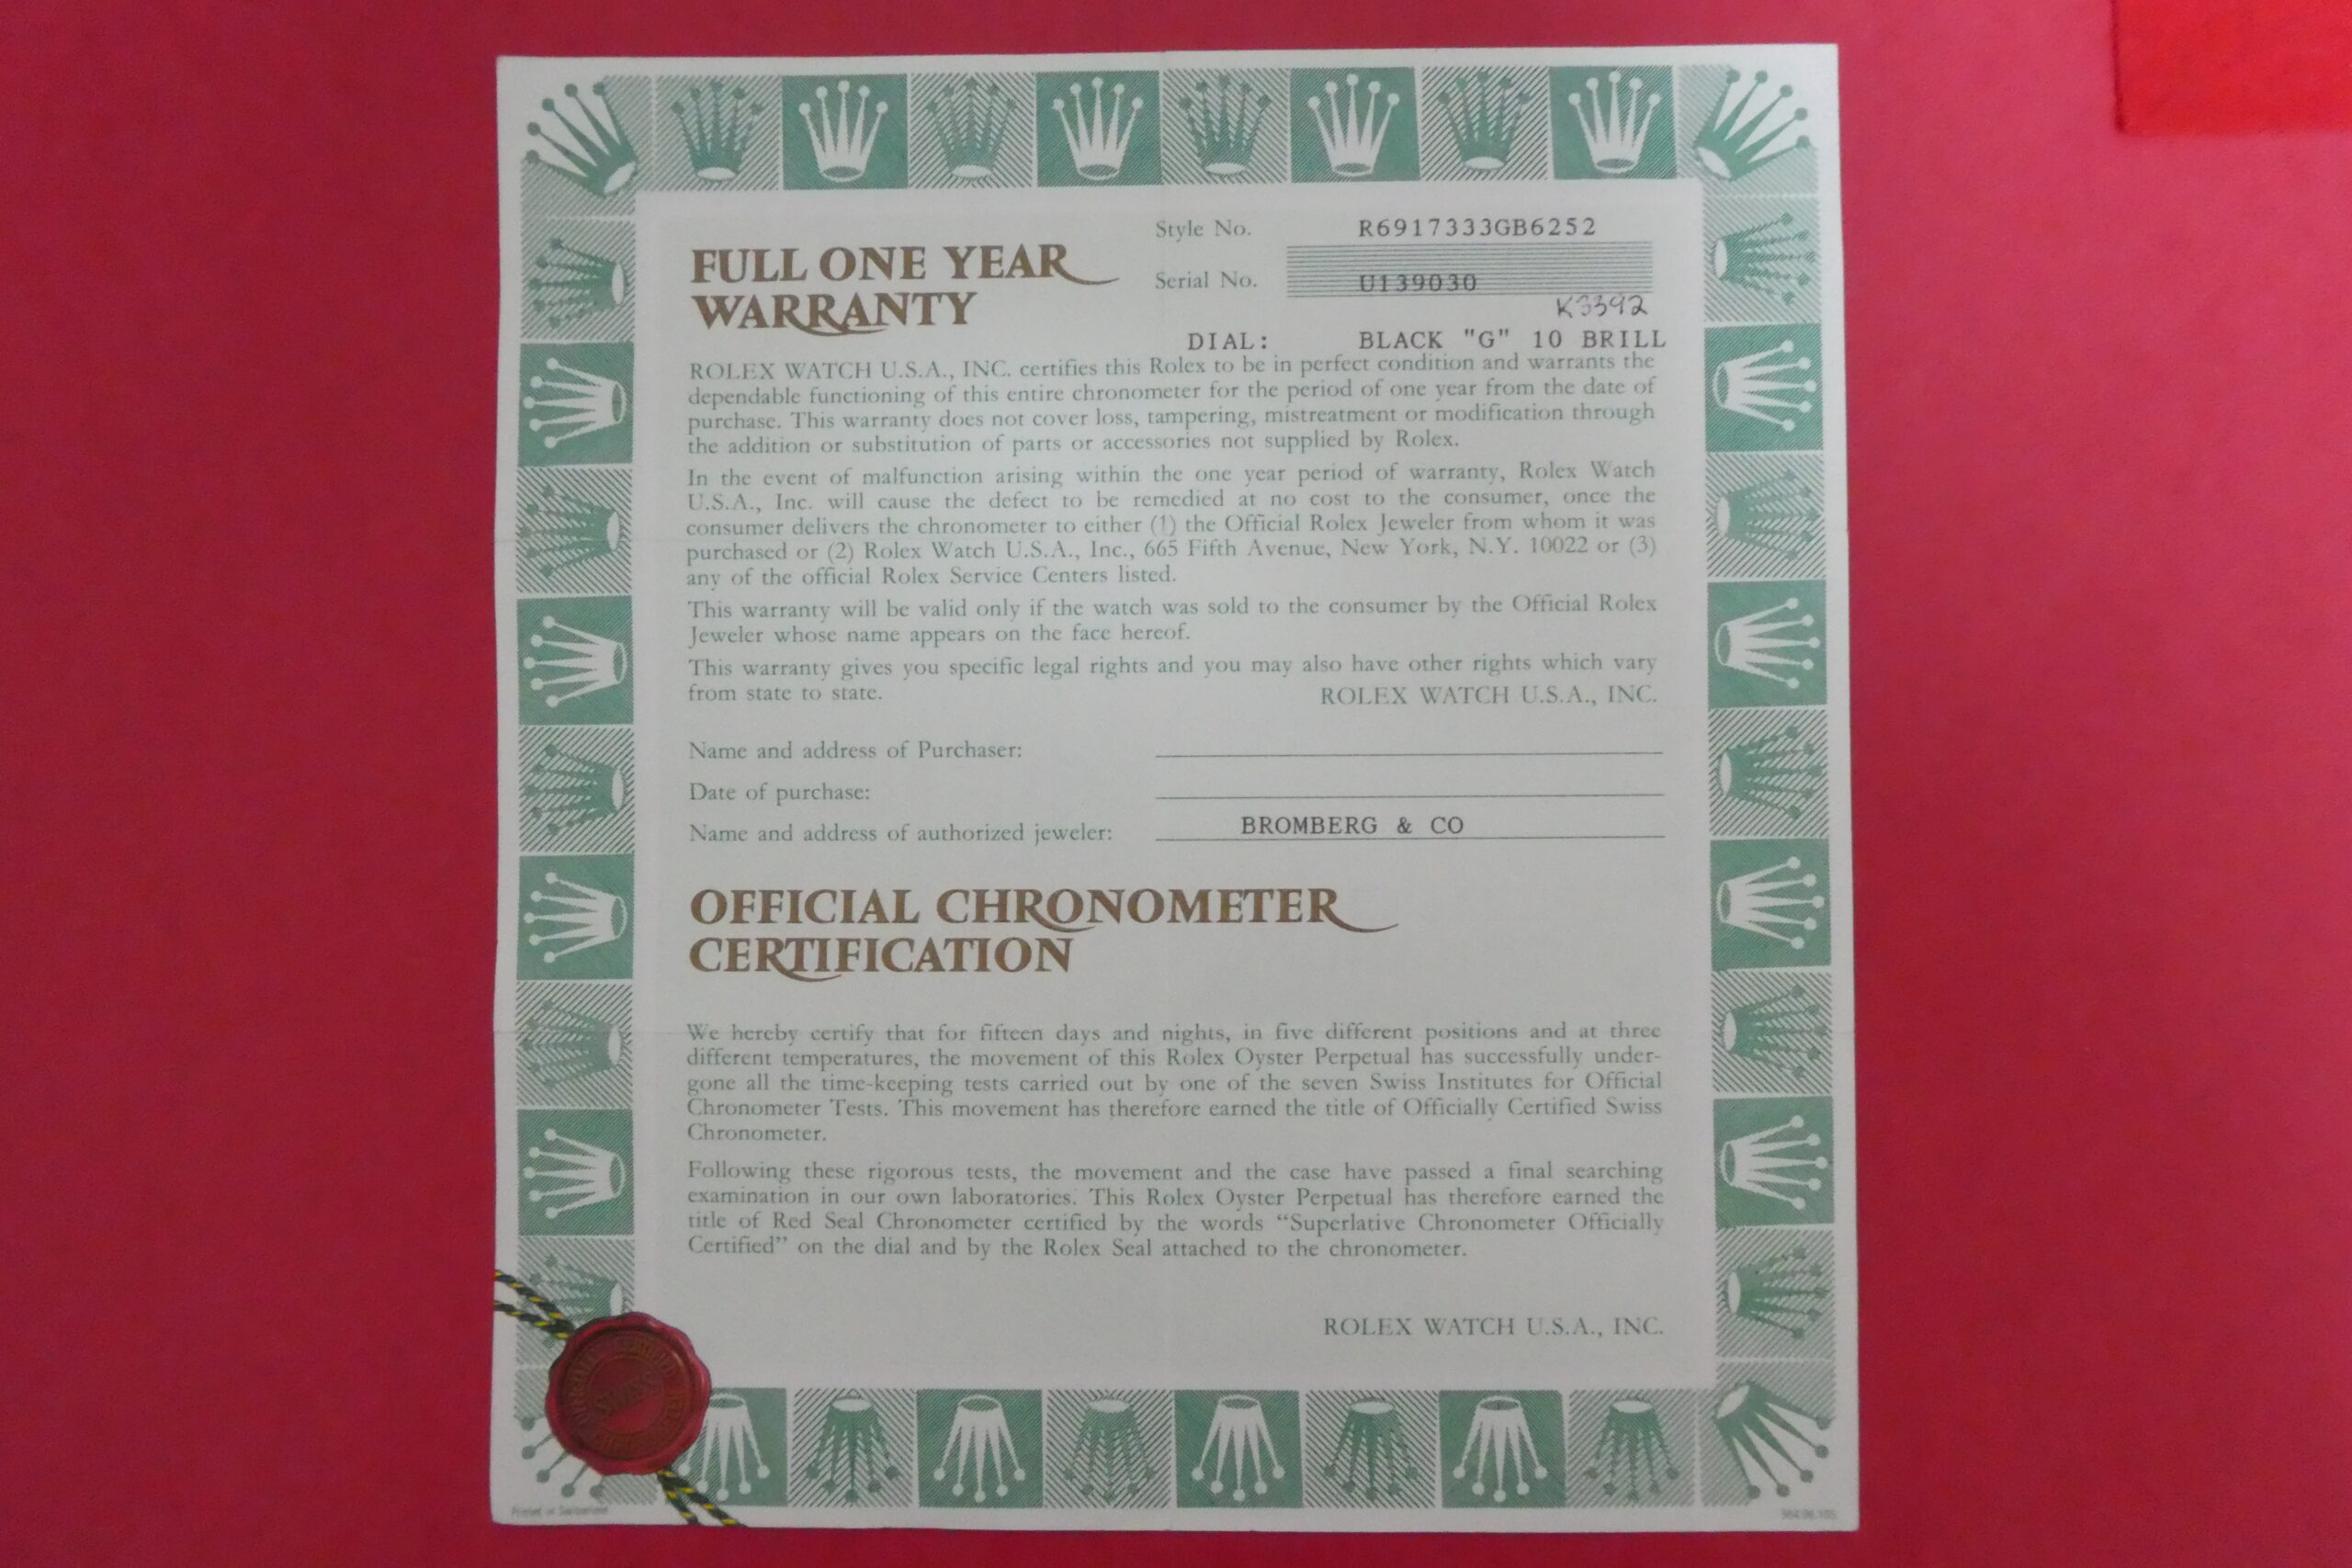 Style No. R6917333GB6252
FULL ONE YEAR
WARRANTY
Serial No. U139030
K3392
DIAL: BLACK "G" 10 BRILL
ROLEX WATCH U.S.A., INC. certifies this Rolex to be in perfect condition and warrants the
dependable functioning of this entire chronometer for the period of one year from the date of
purchase. This warranty does not cover loss, tampering, mistreatment or modification through
the addition or substitution of parts or accessories not supplied by Rolex.
In the event of malfunction arising within the one year period of warranty, Rolex Watch
U.S.A., Inc. will cause the defect to be remedied at no cost to the consumer, once the
consumer delivers the chronometer to either (1) the Official Rolex Jeweler from whom it was
purchased or (2) Rolex Watch U.S.A., Inc., 665 Fifth Avenue, New York, N.Y. 10022 or (3)
any of the official Rolex Service Centers listed.
This warranty will be valid only if the watch was sold to the consumer by the Official Rolex
Jeweler whose name appears on the face hereof.
This warranty gives you specific legal rights and you may also have other rights which vary
from state to state. ROLEX WATCH U.S.A., INC.
Name and address of Purchaser:
Date of purchase:
Name and address of authorized jeweler: BROMBERG & CO
OFFICIAL CHRONOMETER
CERTIFICATION
We hereby certify that for fifteen days and nights, in five different positions and at three
different temperatures, the movement of this Rolex Oyster Perpetual has successfully under-
gone all the time-keeping tests carried out by one of the seven Swiss Institutes for Official
Chronometer Tests. This movement has therefore earned the title of Officially Certified Swiss
Chronometer.
Following these rigorous tests, the movement and the case have passed a final searching
examination in our own laboratories. This Rolex Oyster Perpetual has therefore earned the
title of Red Seal Chronometer certified by the words “Superlative Chronometer Officially
Certified” on the dial and by the Rolex Seal attached to the chronometer.
ROLEX WATCH U.S.A., INC.
Printed in Switzerland